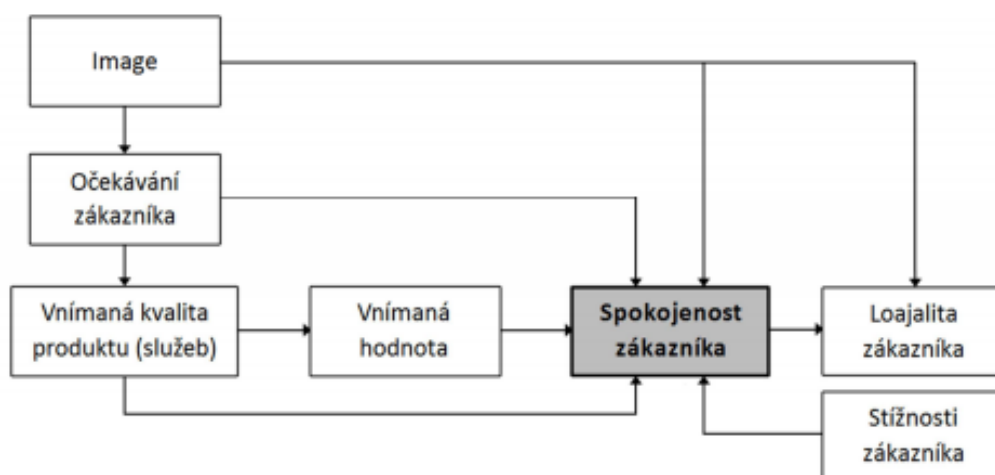 Image
Očekávání
zákazníka
Vnímaná kvalita
produktu (služeb)
Vnímaná
hodnota
Spokojenost
zákazníka
Loajalita
zákazníka
Stížnosti
zákazníka